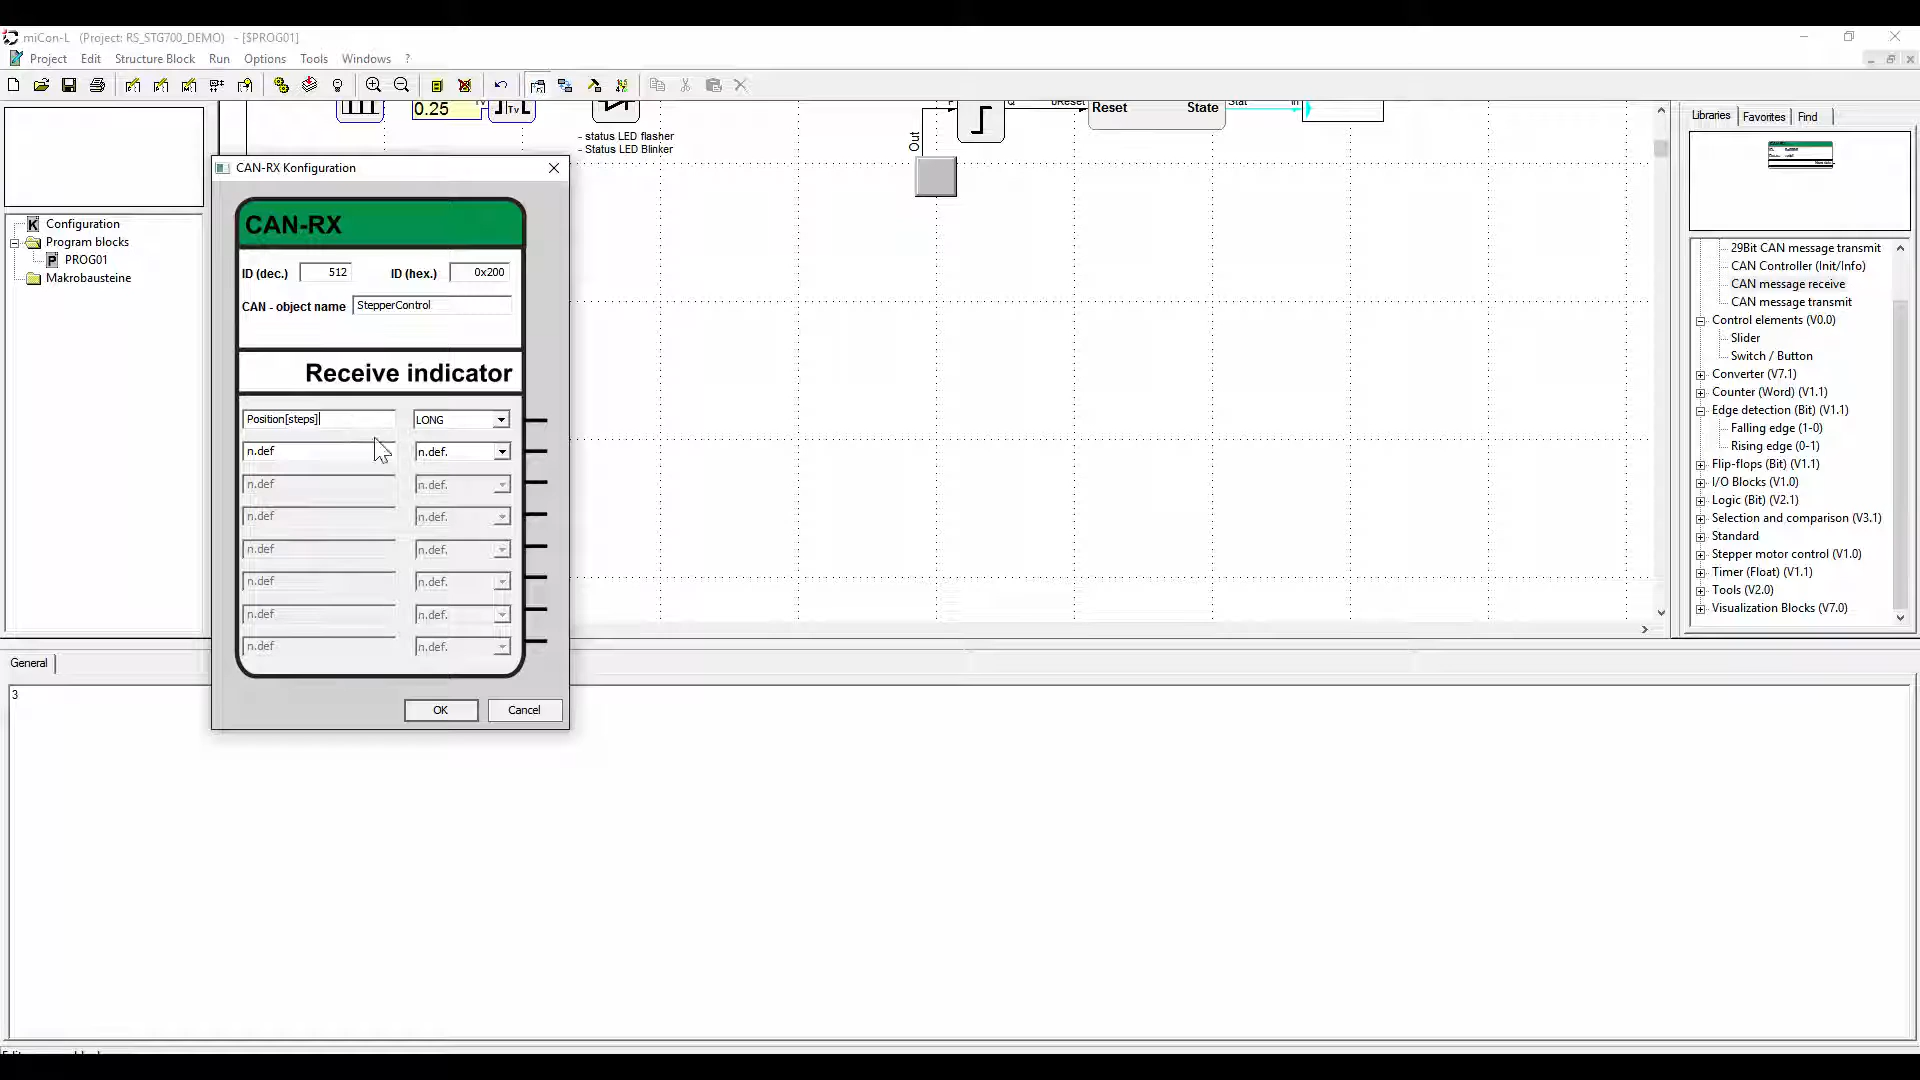 miCon-L (Project: RS_STG700_DEMO) - [$PROG01]
Project Edit Structure Block Run Options Tools Windows ?
0.25 Tv Tv
- status LED flasher
- Status LED Blinker
Out
Q bReset Reset State Stat In
Configuration
Program blocks
PROG01
Makrobausteine
CAN-RX Konfiguration
CAN-RX
ID (dec.) 512 ID (hex.) 0x200
CAN - object name StepperControl
Receive indicator
Position[steps] LONG
n.def n.def.
n.def n.def.
n.def n.def.
n.def n.def.
n.def n.def.
n.def n.def.
n.def n.def.
OK Cancel
Libraries Favorites Find
29Bit CAN message transmit
CAN Controller (Init/Info)
CAN message receive
CAN message transmit
Control elements (V0.0)
Slider
Switch / Button
Converter (V7.1)
Counter (Word) (V1.1)
Edge detection (Bit) (V1.1)
Falling edge (1-0)
Rising edge (0-1)
Flip-flops (Bit) (V1.1)
I/O Blocks (V1.0)
Logic (Bit) (V2.1)
Selection and comparison (V3.1)
Standard
Stepper motor control (V1.0)
Timer (Float) (V1.1)
Tools (V2.0)
Visualization Blocks (V7.0)
General
3